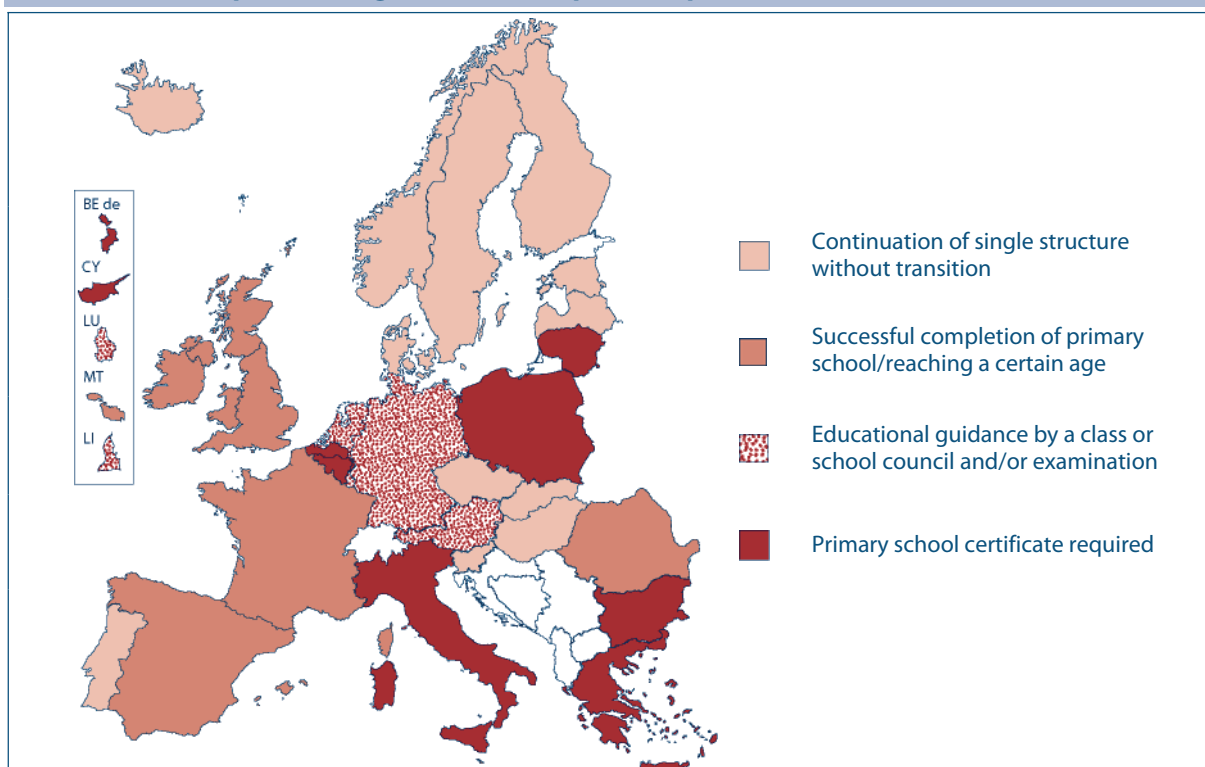 BE de
CY
LU
MT
LI
Continuation of single structure
without transition
Successful completion of primary
school/reaching a certain age
Educational guidance by a class or
school council and/or examination
Primary school certificate required